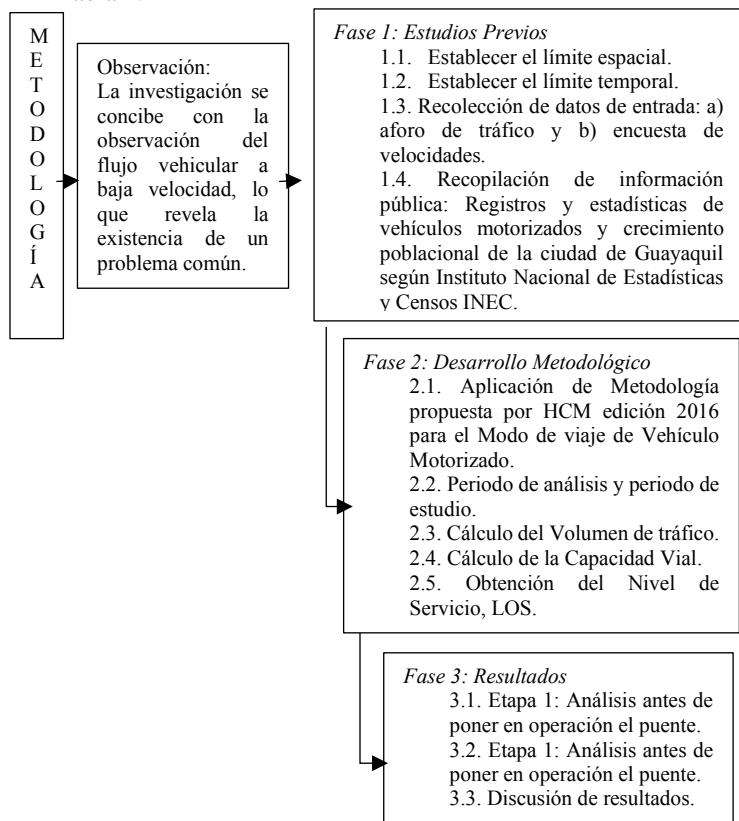 M
E
T
O
D
O
L
O
G
Í
A
Observación:
La investigación se
concibe con la
observación del
flujo vehicular a
baja velocidad, lo
que revela la
existencia de un
problema común.
Fase 1: Estudios Previos
1.1. Establecer el límite espacial.
1.2. Establecer el límite temporal.
1.3. Recolección de datos de entrada: a)
aforo de tráfico y b) encuesta de
velocidades.
1.4. Recopilación de información
pública: Registros y estadísticas de
vehículos motorizados y crecimiento
poblacional de la ciudad de Guayaquil
según Instituto Nacional de Estadísticas
y Censos INEC.
Fase 2: Desarrollo Metodológico
2.1. Aplicación de Metodología
propuesta por HCM edición 2016
para el Modo de viaje de Vehículo
Motorizado.
2.2. Periodo de análisis y periodo de
estudio.
2.3. Cálculo del Volumen de tráfico.
2.4. Cálculo de la Capacidad Vial.
2.5. Obtención del Nivel de
Servicio, LOS.
Fase 3: Resultados
3.1. Etapa 1: Análisis antes de
poner en operación el puente.
3.2. Etapa 1: Análisis antes de
poner en operación el puente.
3.3. Discusión de resultados.